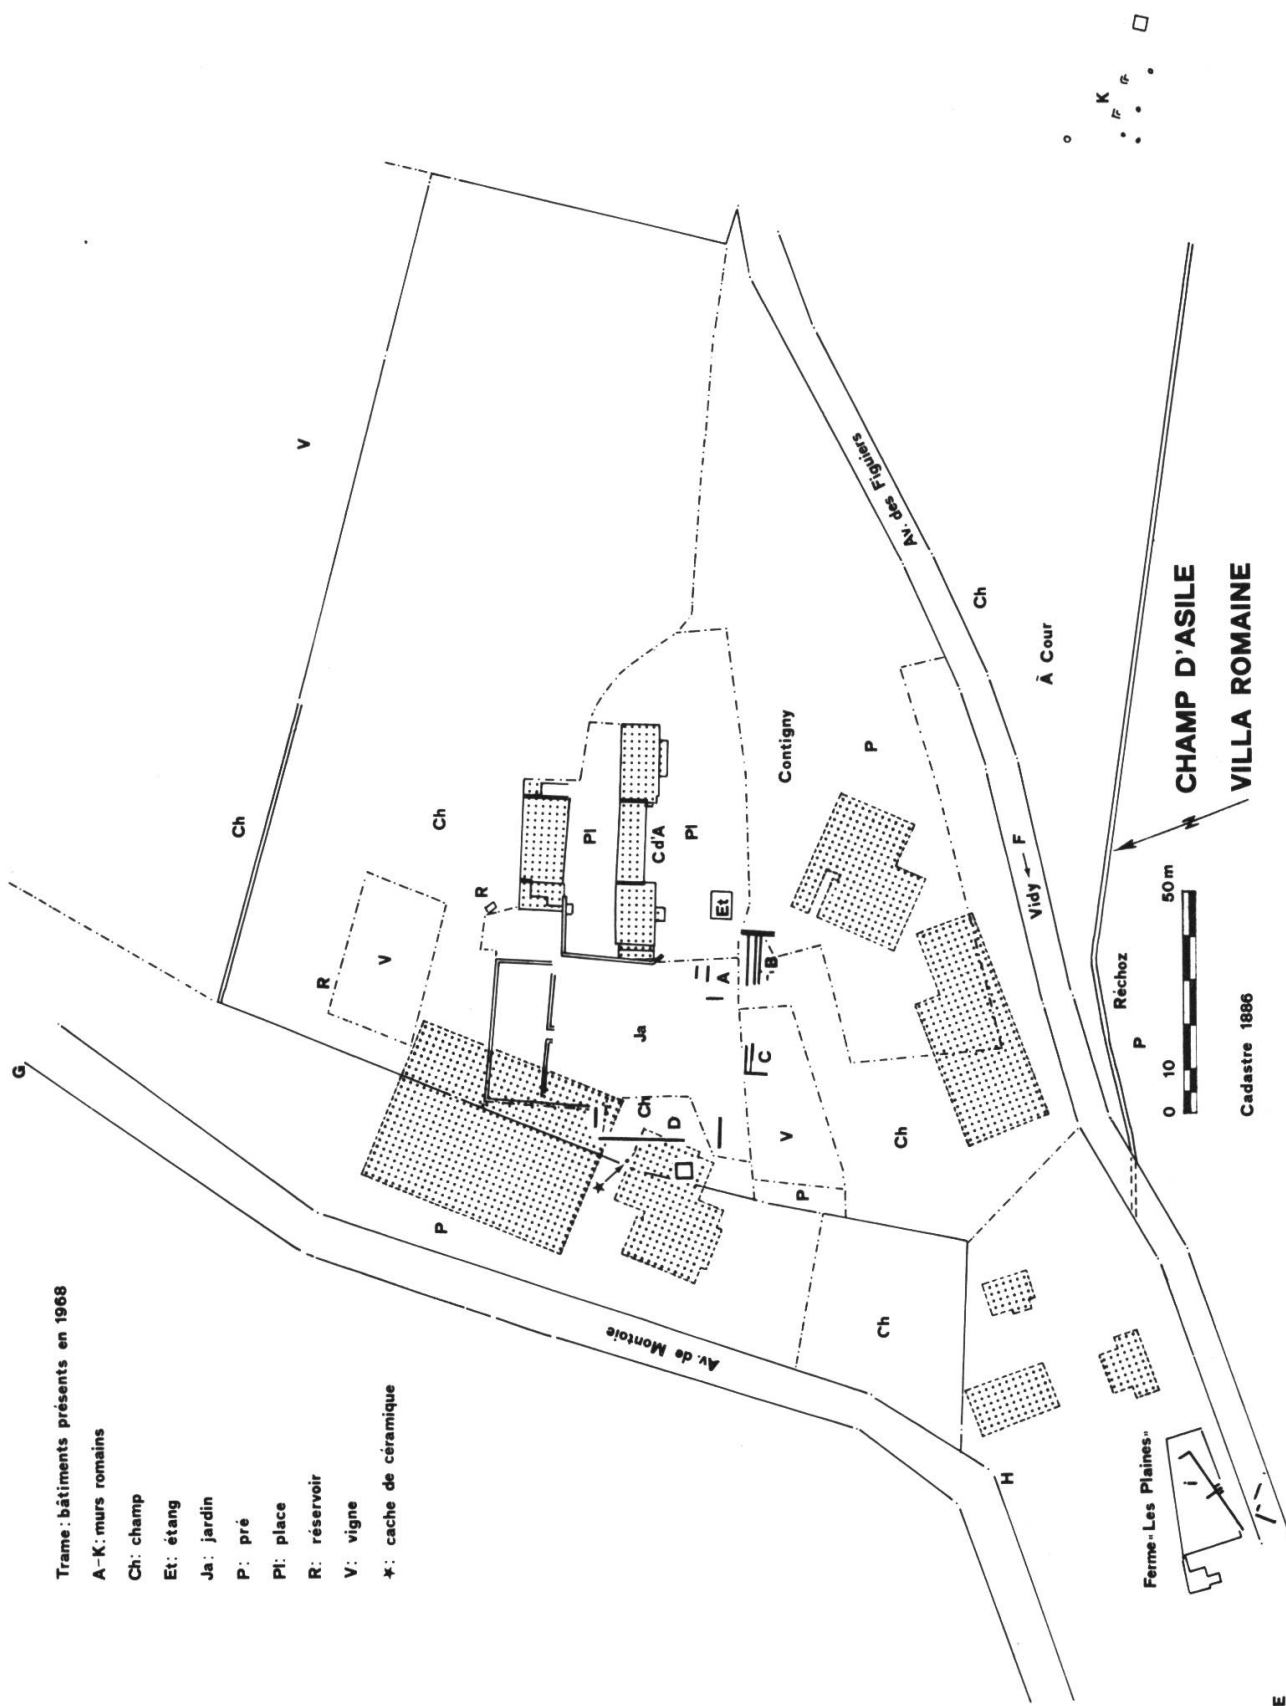 Trame: bâtiments présents en 1968
A-K: murs romains
Ch: champ
Et: étang
Ja: jardin
P: pré
Pl: place
R: réservoir
V: vigne
★: cache de céramique
G
Ch
V
Ch
R
V
R
P
Pl
Cd'A
Pl
Et
Ja
A
B
C
Ch
D
★
V
P
Ch
Contigny
P
Av. des Figuiers
Ch
À Cour
K
Av. de Montoie
Ch
H
Vidy ← F
Réchoz
P
N
Ferme «Les Plaines»
i
E
0 10 50 m
Cadastre 1886
CHAMP D'ASILE
VILLA ROMAINE